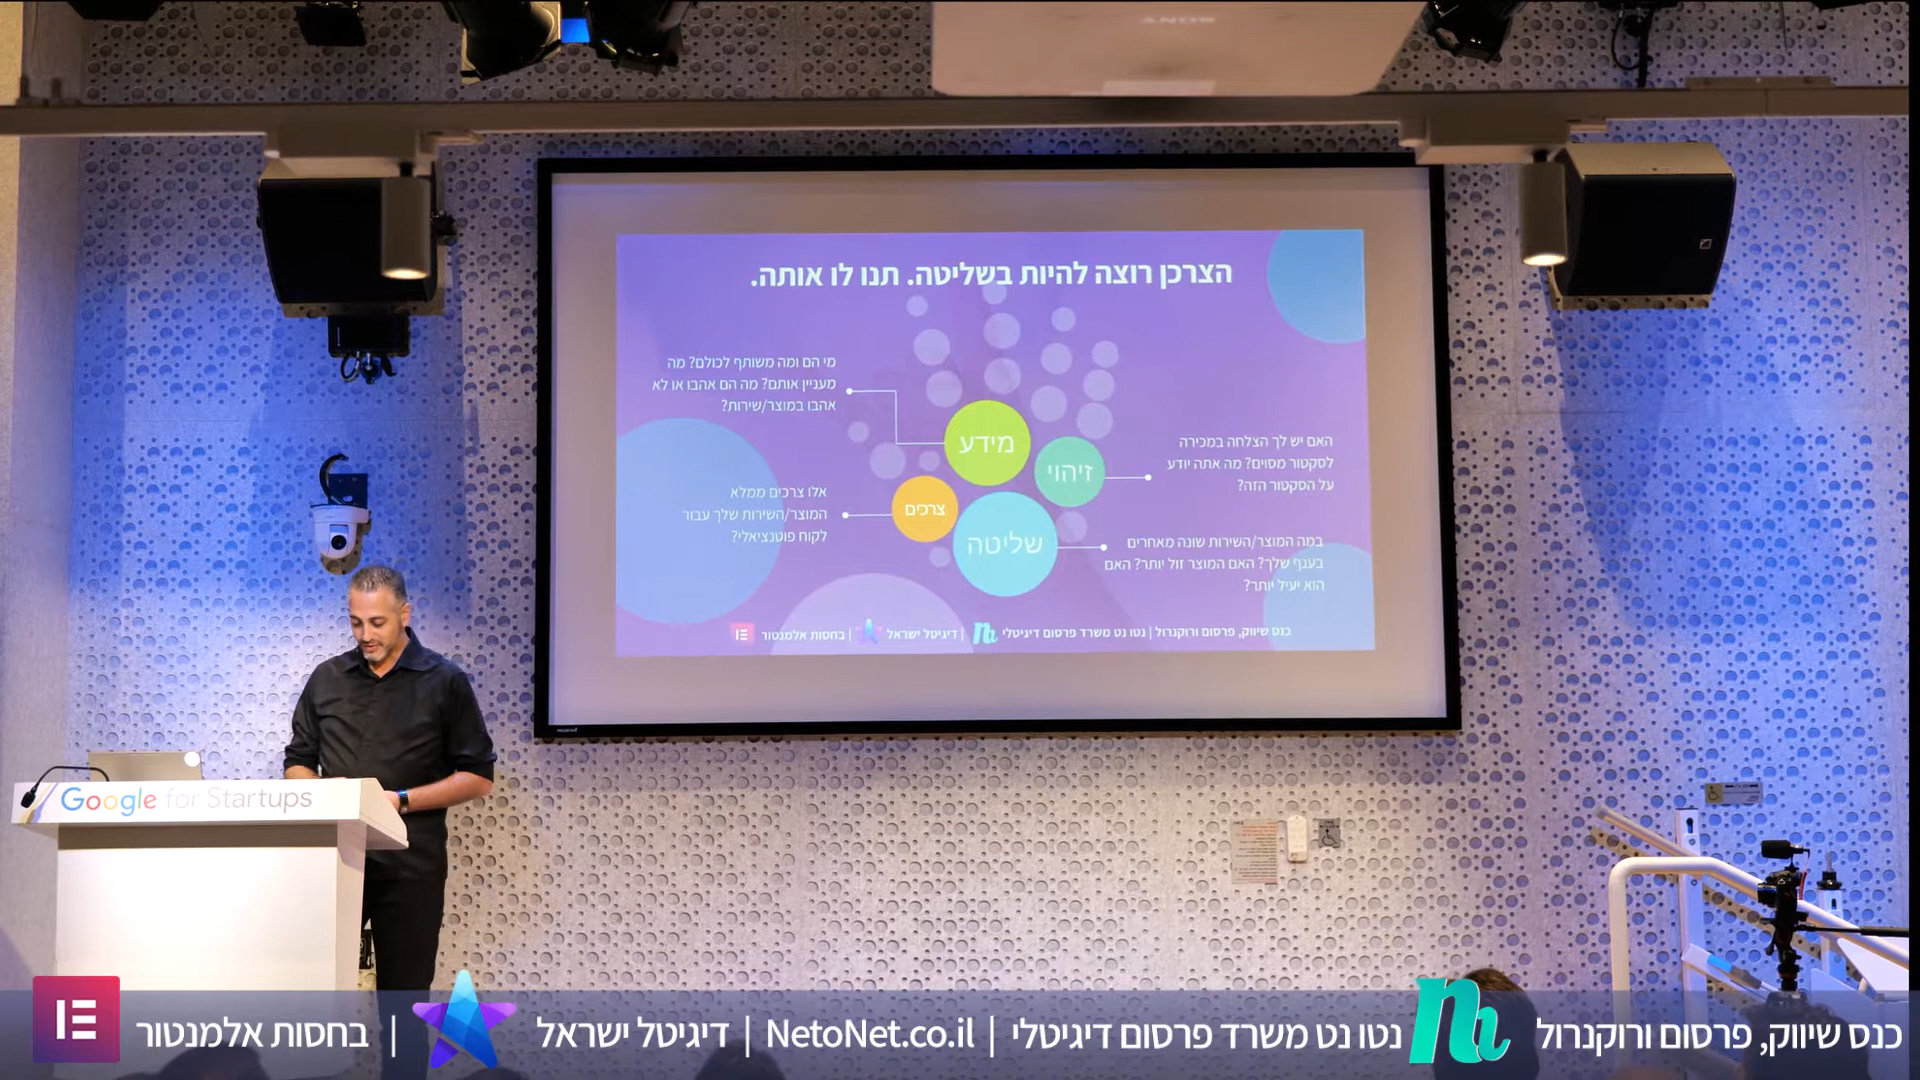 SONY
הצרכן רוצה להיות בשליטה. תנו לו אותה.
מי הם ומה משותף לכולם? מה
מעניין אותם? מה הם אהבו או לא
אהבו במוצר/שירות?
מידע
זיהוי
האם יש לך הצלחה במכירה
לסקטור מסוים? מה אתה יודע
על הסקטור הזה?
אלו צרכים ממלא
המוצר/השירות שלך עבור
לקוח פוטנציאלי?
צרכים
שליטה
במה המוצר/השירות שונה מאחרים
בענף שלך? האם המוצר זול יותר? האם
הוא יעיל יותר?
כנס שיווק, פרסום ורוקנרול | נטו נט משרד פרסום דיגיטלי | דיגיטל ישראל | בחסות אלמנטור
Google for Startups
כנס שיווק, פרסום ורוקנרול נטו נט משרד פרסום דיגיטלי | NetoNet.co.il | דיגיטל ישראל | בחסות אלמנטור